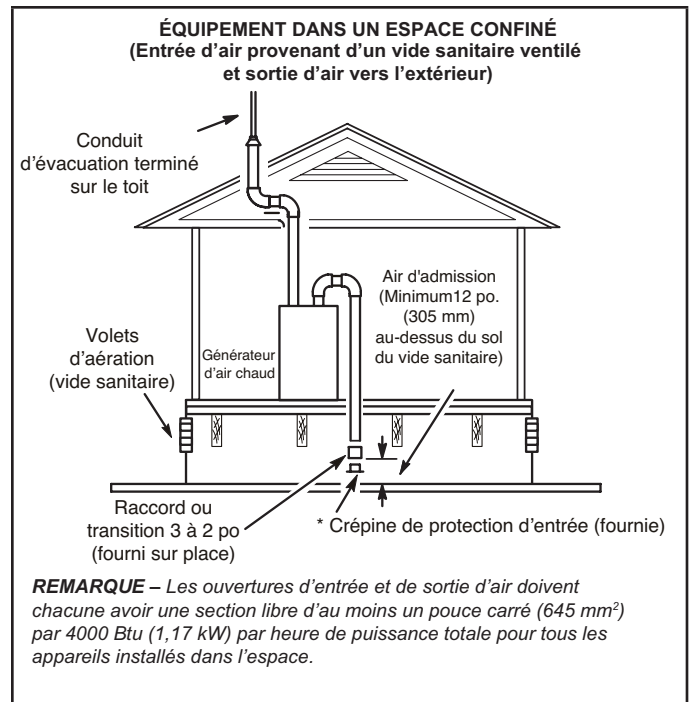 ÉQUIPEMENT DANS UN ESPACE CONFINÉ
(Entrée d’air provenant d’un vide sanitaire ventilé
et sortie d’air vers l’extérieur)
Conduit
d’évacuation terminé
sur le toit
Air d'admission
(Minimum12 po.
(305 mm)
au-dessus du sol
du vide sanitaire)
Volets
d’aération
(vide sanitaire)
Générateur
d’air chaud
Raccord ou
transition 3 à 2 po
(fourni sur place)
* Crépine de protection d’entrée (fournie)
REMARQUE – Les ouvertures d’entrée et de sortie d’air doivent
chacune avoir une section libre d’au moins un pouce carré (645 mm²)
par 4000 Btu (1,17 kW) par heure de puissance totale pour tous les
appareils installés dans l’espace.